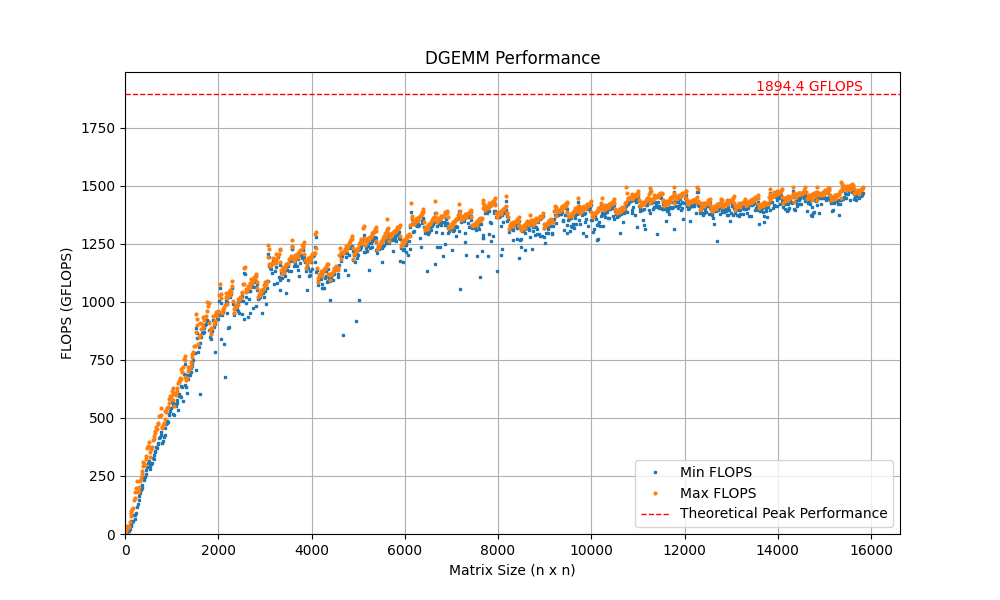 DGEMM Performance
1894.4 GFLOPS
FLOPS (GFLOPS)
1750
1500
1250
1000
750
500
250
0
0 2000 4000 6000 8000 10000 12000 14000 16000
Matrix Size (n x n)
Min FLOPS
Max FLOPS
Theoretical Peak Performance